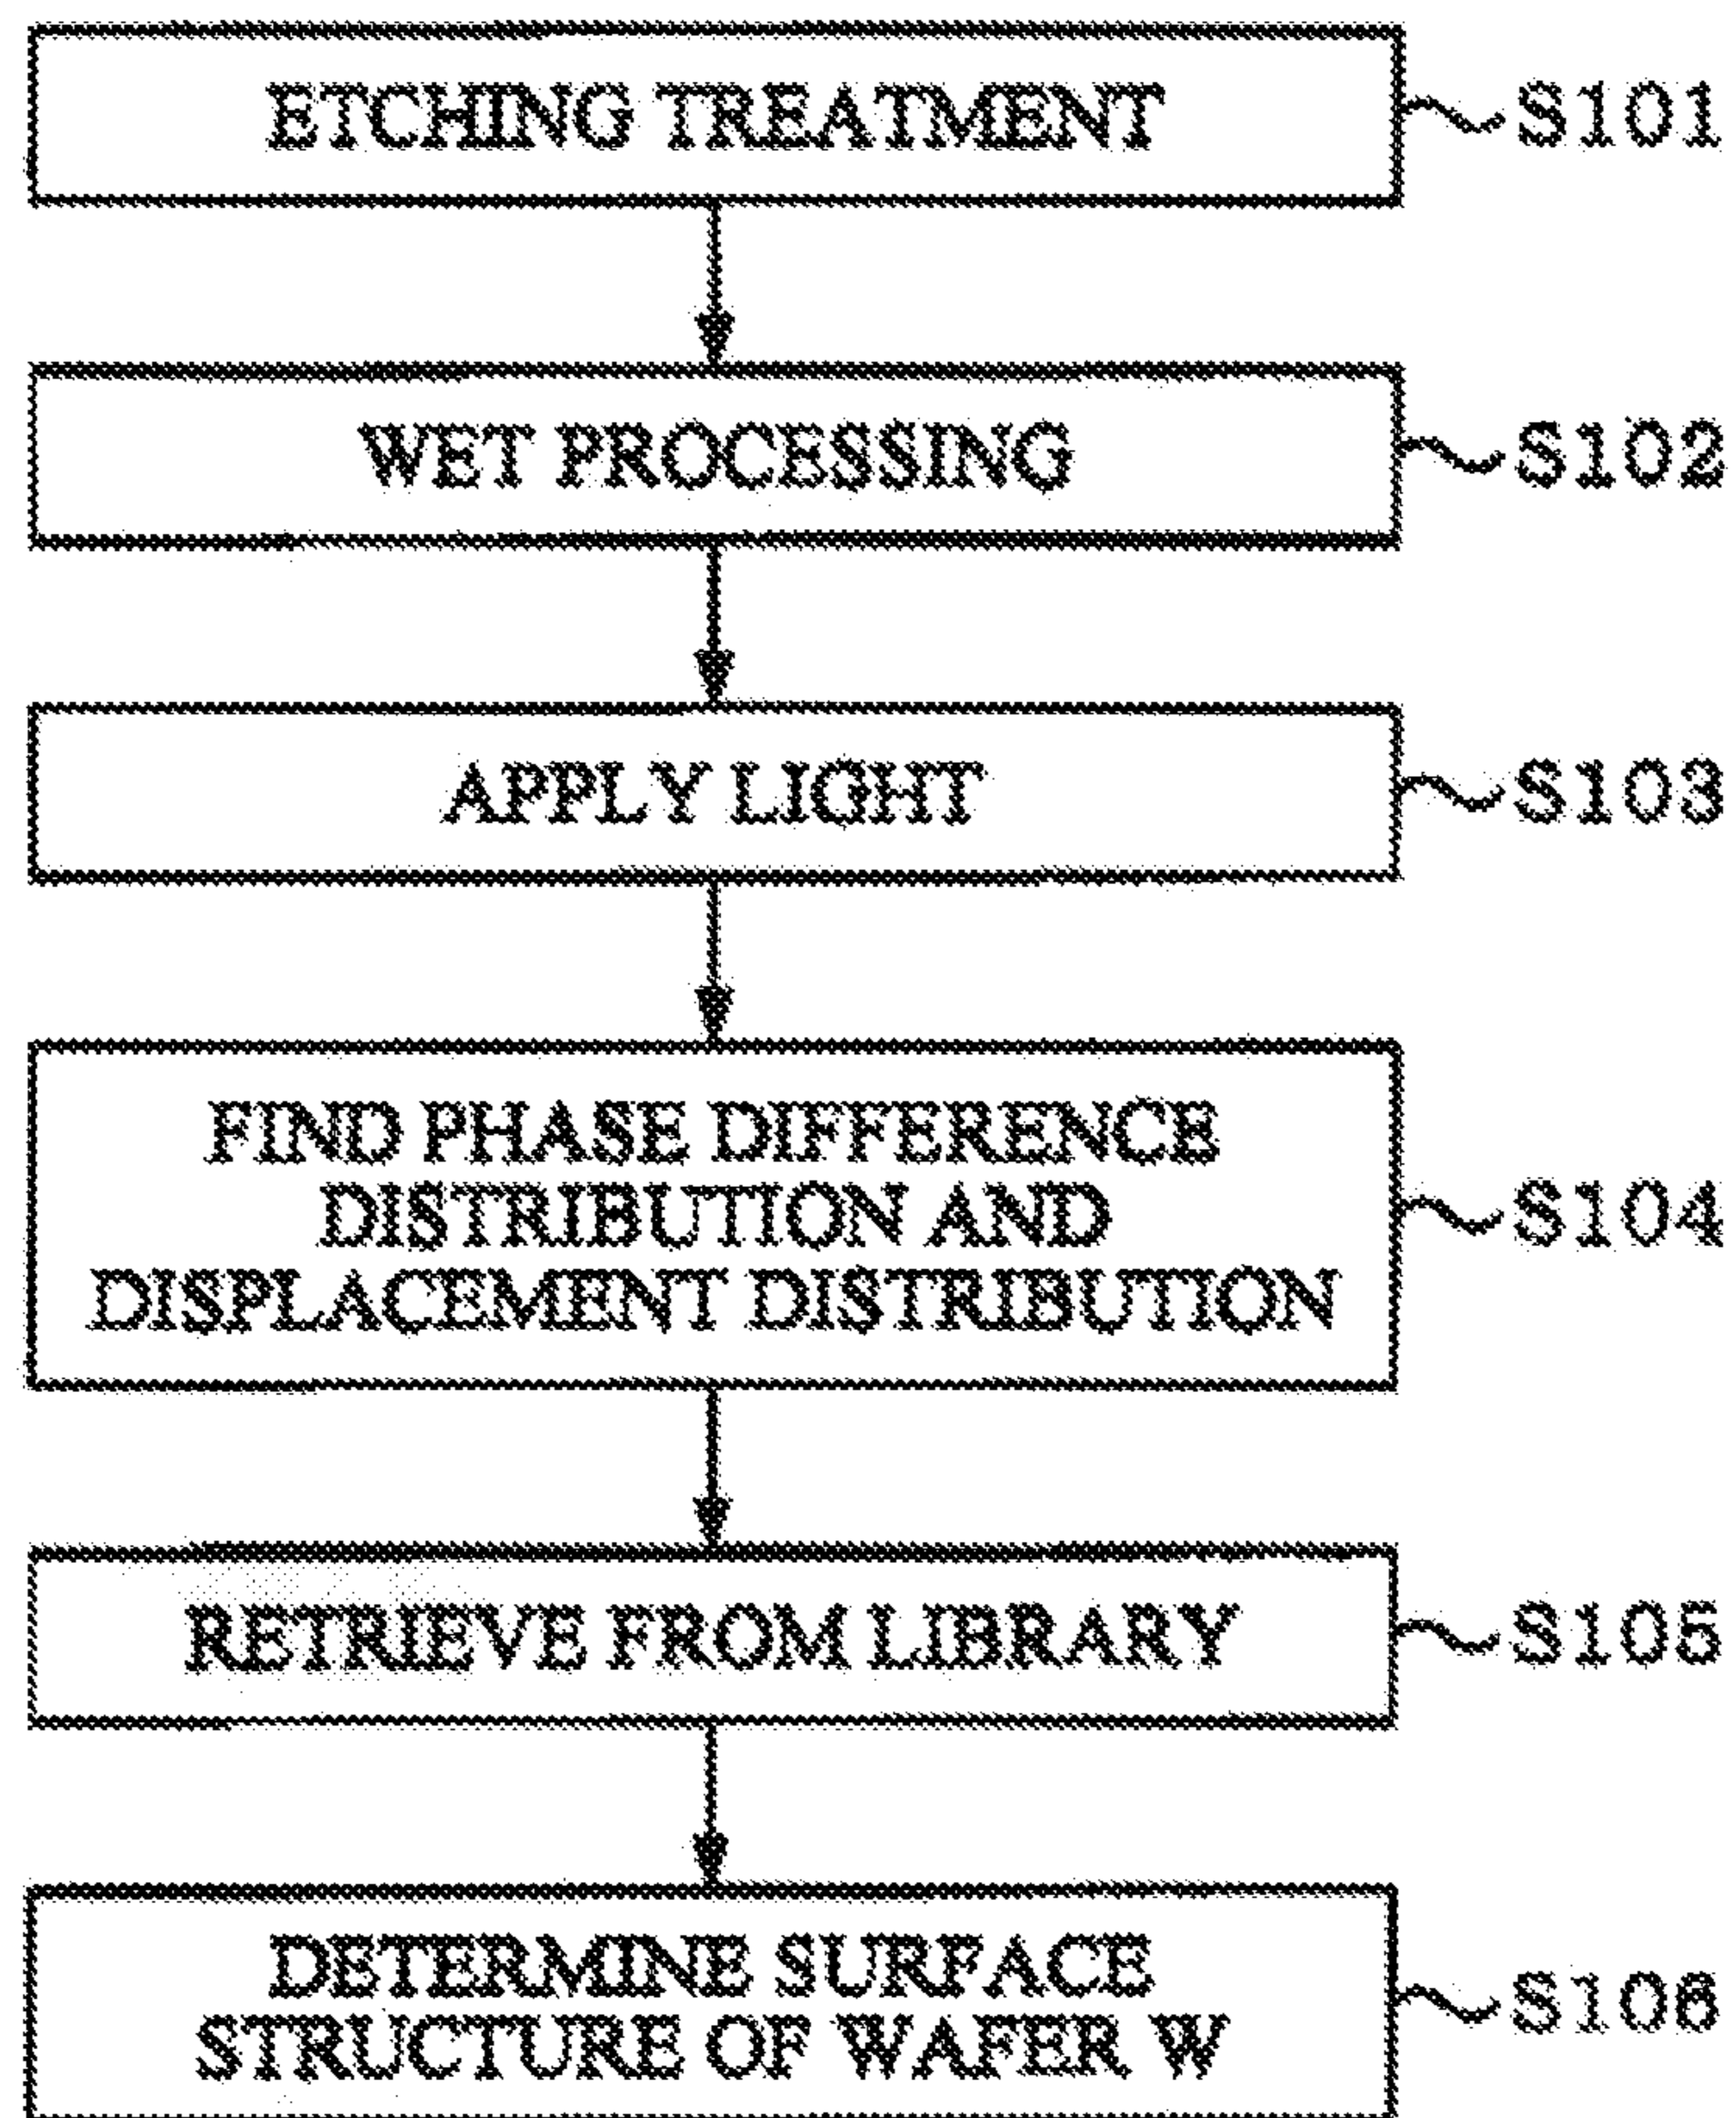 ETCHING TREATMENT
S101
WET PROCESSING
S102
APPLY LIGHT
S103
FIND PHASE DIFFERENCE
DISTRIBUTION AND
DISPLACEMENT DISTRIBUTION
S104
RETRIEVE FROM LIBRARY
S105
DETERMINE SURFACE
STRUCTURE OF WAFER W
S106